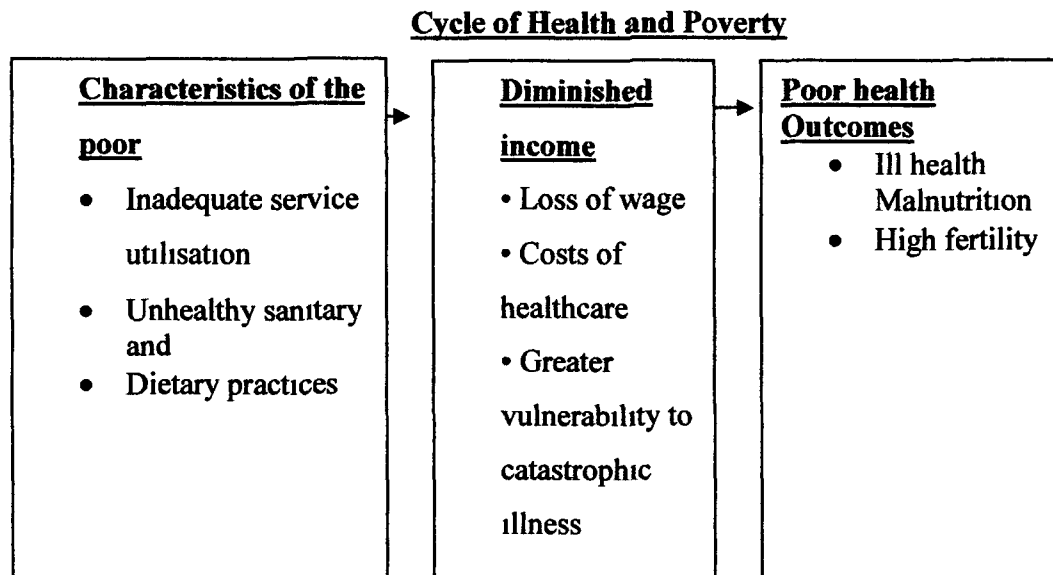 Cycle of Health and Poverty
Characteristics of the
poor
• Inadequate service
utilisation
• Unhealthy sanitary
and
• Dietary practices
Diminished
income
• Loss of wage
• Costs of
healthcare
• Greater
vulnerability to
catastrophic
illness
Poor health
Outcomes
• Ill health
Malnutrition
• High fertility